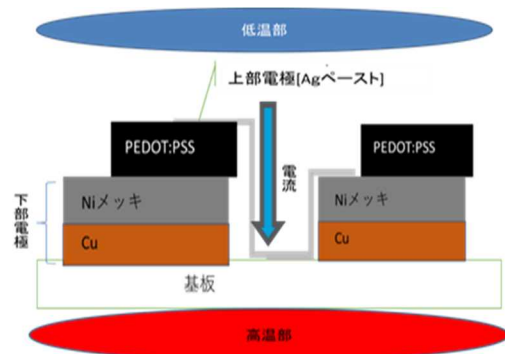 低温部
上部電極[Agペースト]
PEDOT:PSS
PEDOT:PSS
電流
下部電極
Niメッキ
Niメッキ
Cu
Cu
基板
高温部